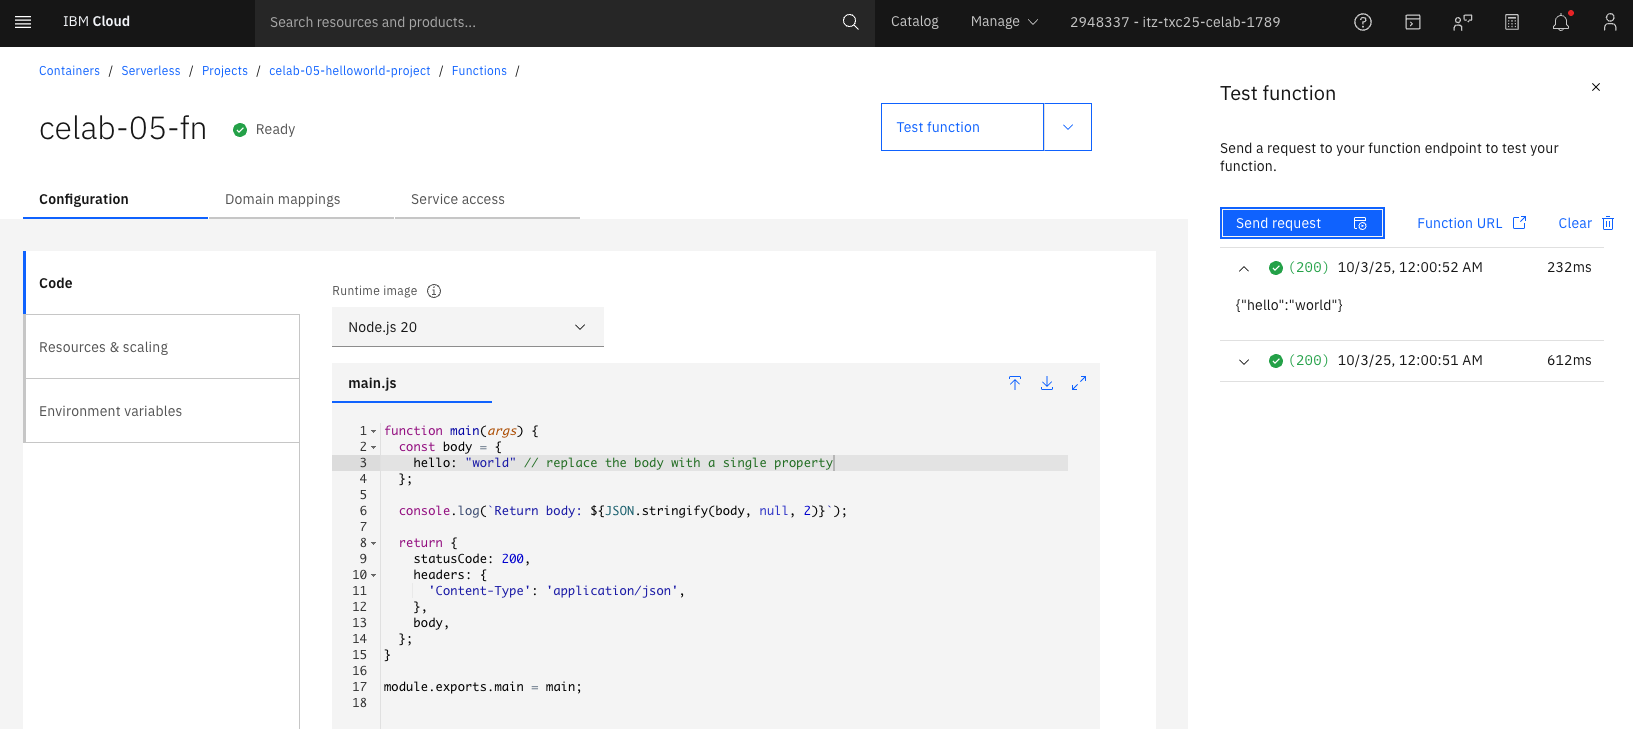 IBM Cloud
Search resources and products...
Catalog
Manage
2948337 - itz-txc25-celab-1789
Containers / Serverless / Projects / celab-05-helloworld-project / Functions /
celab-05-fn
Ready
Test function
Configuration
Domain mappings
Service access
Code
Resources & scaling
Environment variables
Runtime image
Node.js 20
main.js
1 function main(args) {
2   const body = {
3     hello: "world" // replace the body with a single property
4   };
5
6   console.log(`Return body: ${JSON.stringify(body, null, 2)}`);
7
8   return {
9     statusCode: 200,
10     headers: {
11       'Content-Type': 'application/json',
12     },
13     body,
14   };
15 }
16
17 module.exports.main = main;
18
Test function
Send a request to your function endpoint to test your
function.
Send request
Function URL
Clear
(200) 10/3/25, 12:00:52 AM 232ms
{"hello":"world"}
(200) 10/3/25, 12:00:51 AM 612ms